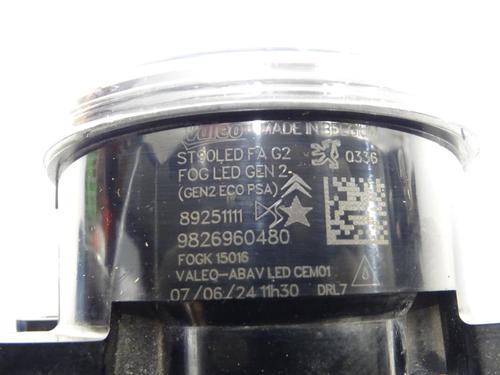 Valeo MADE IN
ST90LED FA G2 Q336
FOG LED GEN 2
(GEN2 ECO PSA)
89251111
9826960480
FOGK 15016
VALEO-ABAV LED CEM01
07/06/24 11h30 DRL7